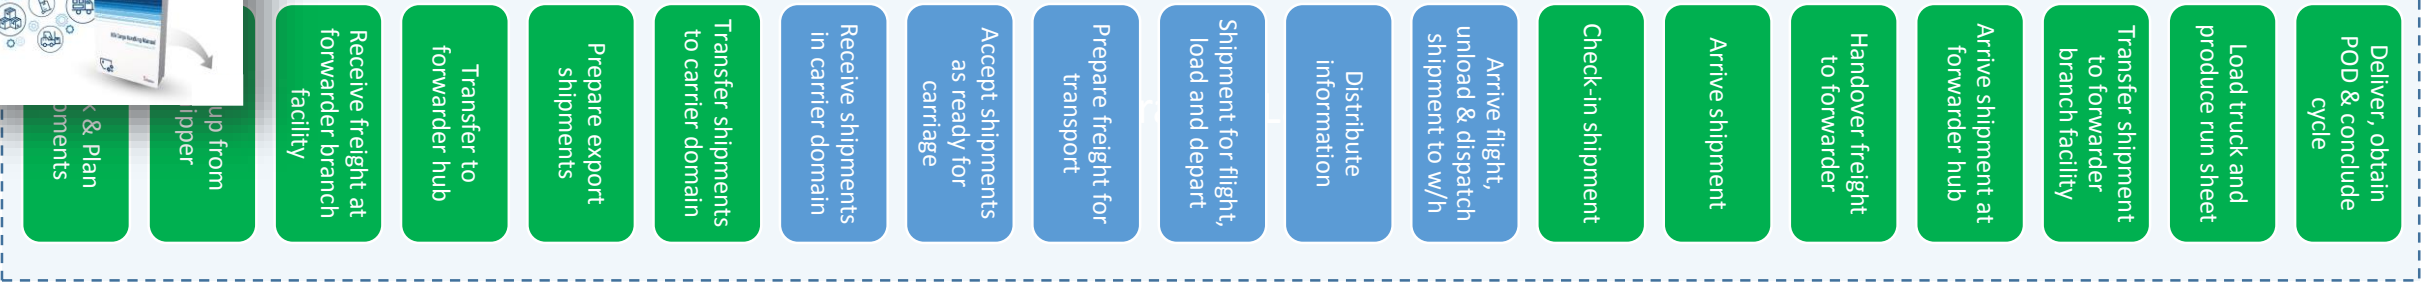 & Plan
up from
Receive freight at
forwarder branch
facility
Transfer to
forwarder hub
Prepare export
shipments
Transfer shipments
to carrier domain
Receive shipments
in carrier domain
Accept shipments
as ready for
carriage
Prepare freight for
transport
Shipment for flight,
load and depart
Distribute
information
Arrive flight,
unload & dispatch
shipment to w/h
Check-in shipment
Arrive shipment
Handover freight
to forwarder
Arrive shipment at
forwarder hub
Transfer shipment
to forwarder
branch facility
Load truck and
produce run sheet
Deliver, obtain
POD & conclude
cycle